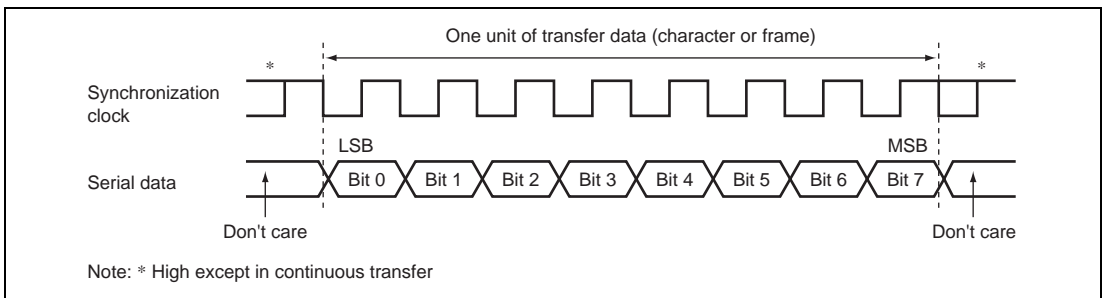 One unit of transfer data (character or frame)
* *
Synchronization
clock
LSB MSB
Serial data Bit 0 Bit 1 Bit 2 Bit 3 Bit 4 Bit 5 Bit 6 Bit 7
Don't care Don't care
Note: * High except in continuous transfer